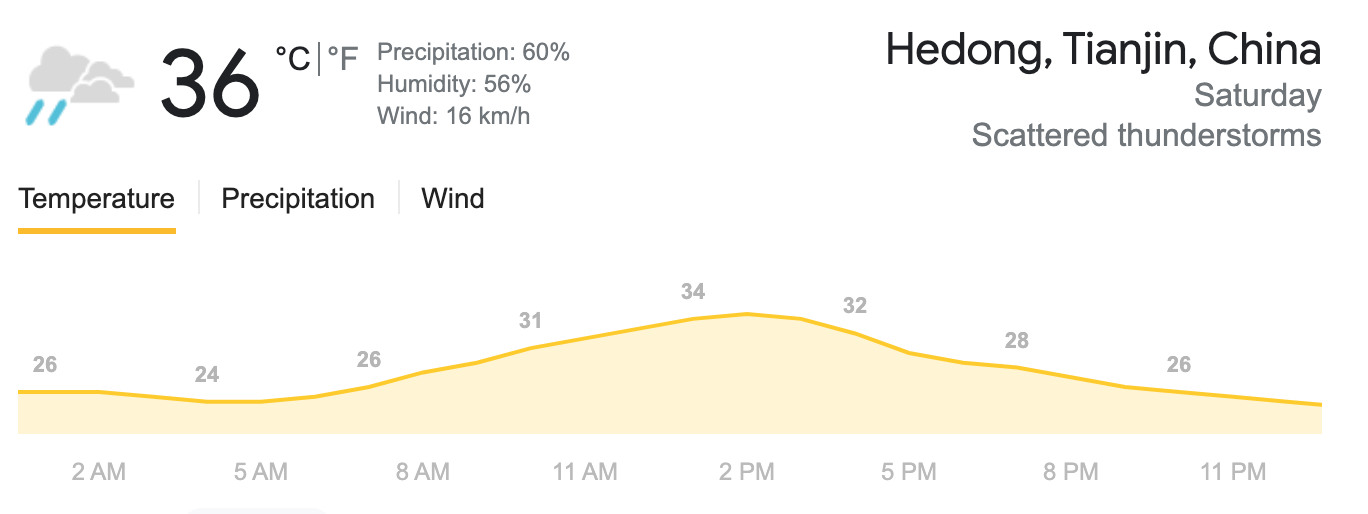 36 °C|°F
Precipitation: 60%
Humidity: 56%
Wind: 16 km/h
Hedong, Tianjin, China
Saturday
Scattered thunderstorms
Temperature Precipitation Wind
26 24 26 31 34 32 28 26
2 AM 5 AM 8 AM 11 AM 2 PM 5 PM 8 PM 11 PM